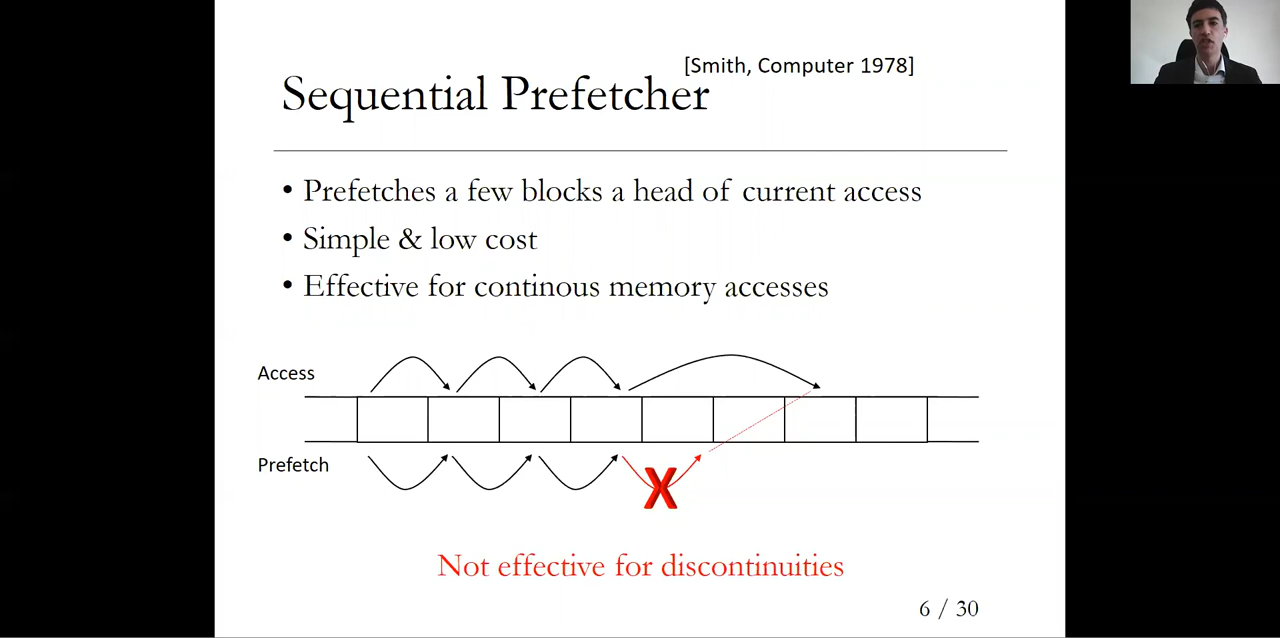 [Smith, Computer 1978]
Sequential Prefetcher
• Prefetches a few blocks a head of current access
• Simple & low cost
• Effective for continous memory accesses
Access
Prefetch
X
Not effective for discontinuities
6 / 30